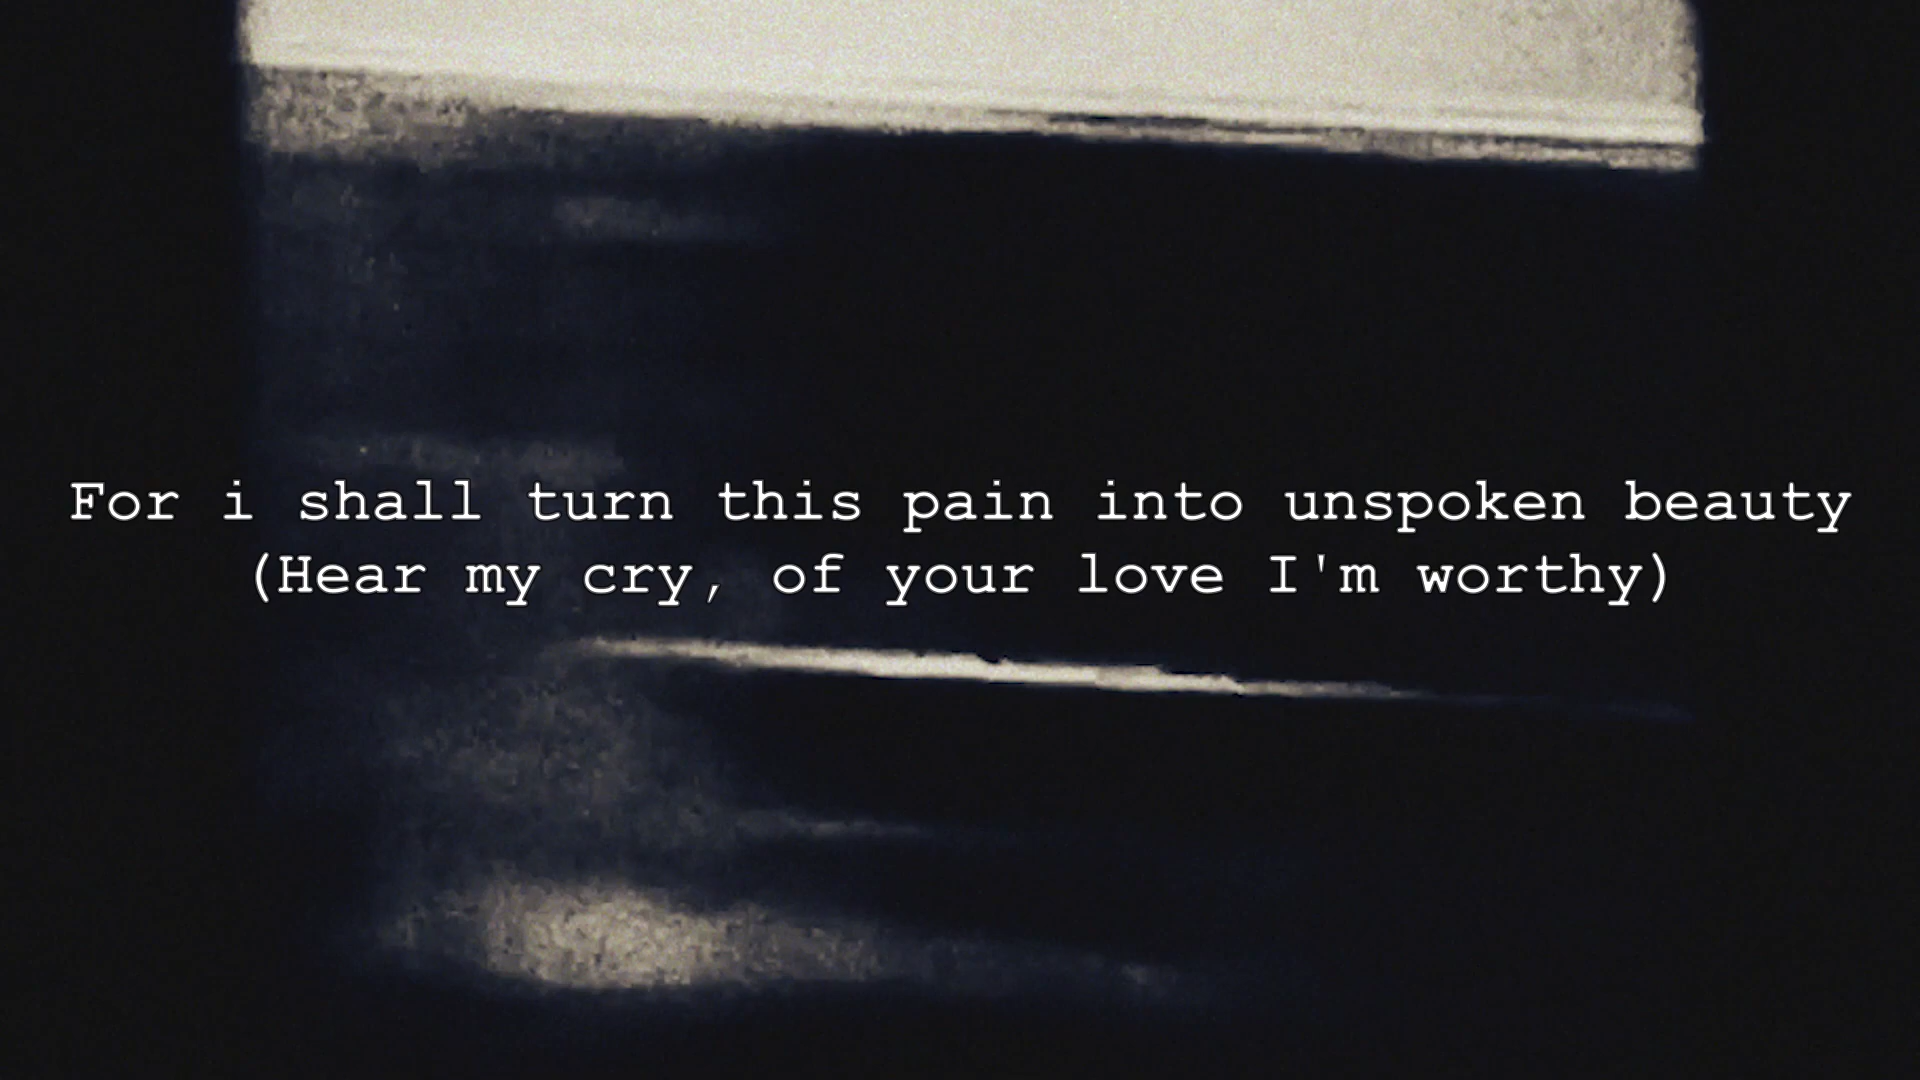 For i shall turn this pain into unspoken beauty
(Hear my cry, of your love I'm worthy)